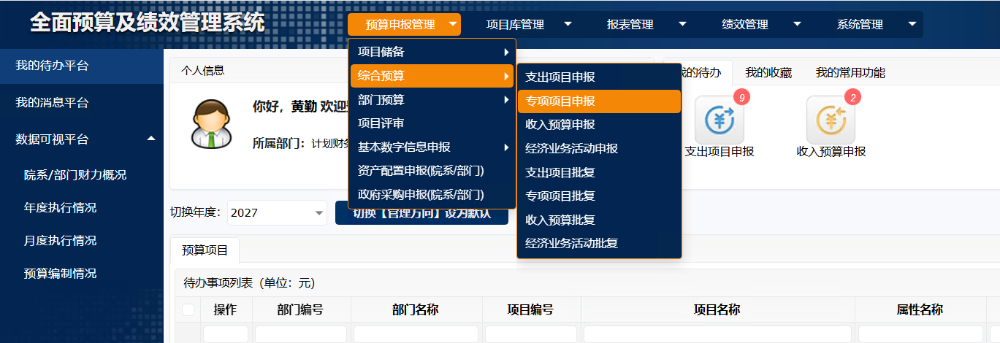 全面预算及绩效管理系统
预算申报管理 项目库管理 报表管理 绩效管理 系统管理
我的待办平台
我的消息平台
数据可视平台
院系/部门财力概况
年度执行情况
月度执行情况
预算编制情况
项目储备
综合预算
部门预算
项目评审
基本数字信息申报
资产配置申报(院系/部门)
政府采购申报(院系/部门)
支出项目申报
专项项目申报
收入预算申报
经济业务活动申报
支出项目批复
专项项目批复
收入预算批复
经济业务活动批复
个人信息
你好，黄勤 欢迎
所属部门：计划财务
我的待办 我的收藏 我的常用功能
9
支出项目申报
2
收入预算申报
切换年度： 2027 切换【管理方向】设为默认
预算项目
待办事项列表（单位：元）
操作 部门编号 部门名称 项目编号 项目名称 属性名称